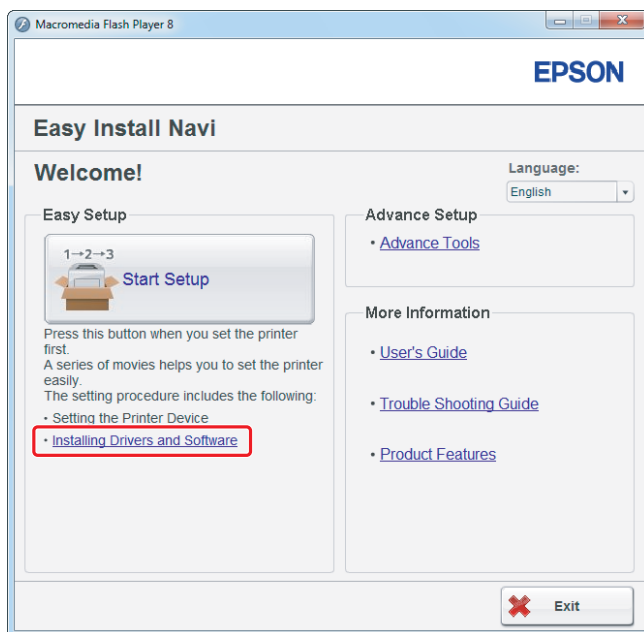 Macromedia Flash Player 8
EPSON
Easy Install Navi
Welcome!
Language:
English
Easy Setup
1→2→3
Start Setup
Press this button when you set the printer
first.
A series of movies helps you to set the printer
easily.
The setting procedure includes the following:
• Setting the Printer Device
• Installing Drivers and Software
Advance Setup
• Advance Tools
More Information
• User's Guide
• Trouble Shooting Guide
• Product Features
Exit